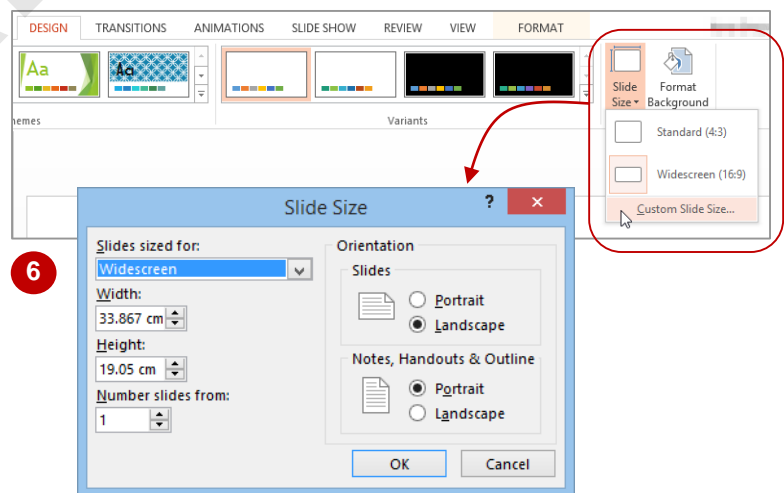 DESIGN TRANSITIONS ANIMATIONS SLIDE SHOW REVIEW VIEW FORMAT
Aa Aa
Slide Size Format Background
emes Variants
Standard (4:3)
Widescreen (16:9)
Custom Slide Size...
6
Slide Size ?
Slides sized for:
Widescreen
Width:
33.867 cm
Height:
19.05 cm
Number slides from:
1
Orientation
Slides
Portrait
Landscape
Notes, Handouts & Outline
Portrait
Landscape
OK Cancel